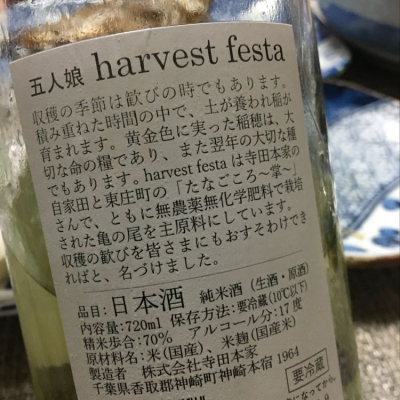 五人娘 harvest festa
収穫の季節は歓びの時でもあります。
積み重ねた時間の中で、土が養われ稲が
育まれます。黄金色に実った稲穂は、大
切な命の糧であり、また翌年の大切な種
でもあります。harvest festa は寺田本家の
自家田と東庄町の「たなごころ〜掌〜」
さんで、ともに無農薬無化学肥料で栽培
された亀の尾を主原料にしています。
収穫の歓びを皆さまにもおすそわけでき
ればと、名づけました。
品目：日本酒 純米酒（生酒・原酒）
内容量：720ml 保存方法：要冷蔵（10℃以下）
精米歩合：70% アルコール分：17度
原材料名：米（国産）、米麹（国産米）
製造者 株式会社寺田本家
千葉県香取郡神崎町神崎本宿 1964
要冷蔵
になってから。